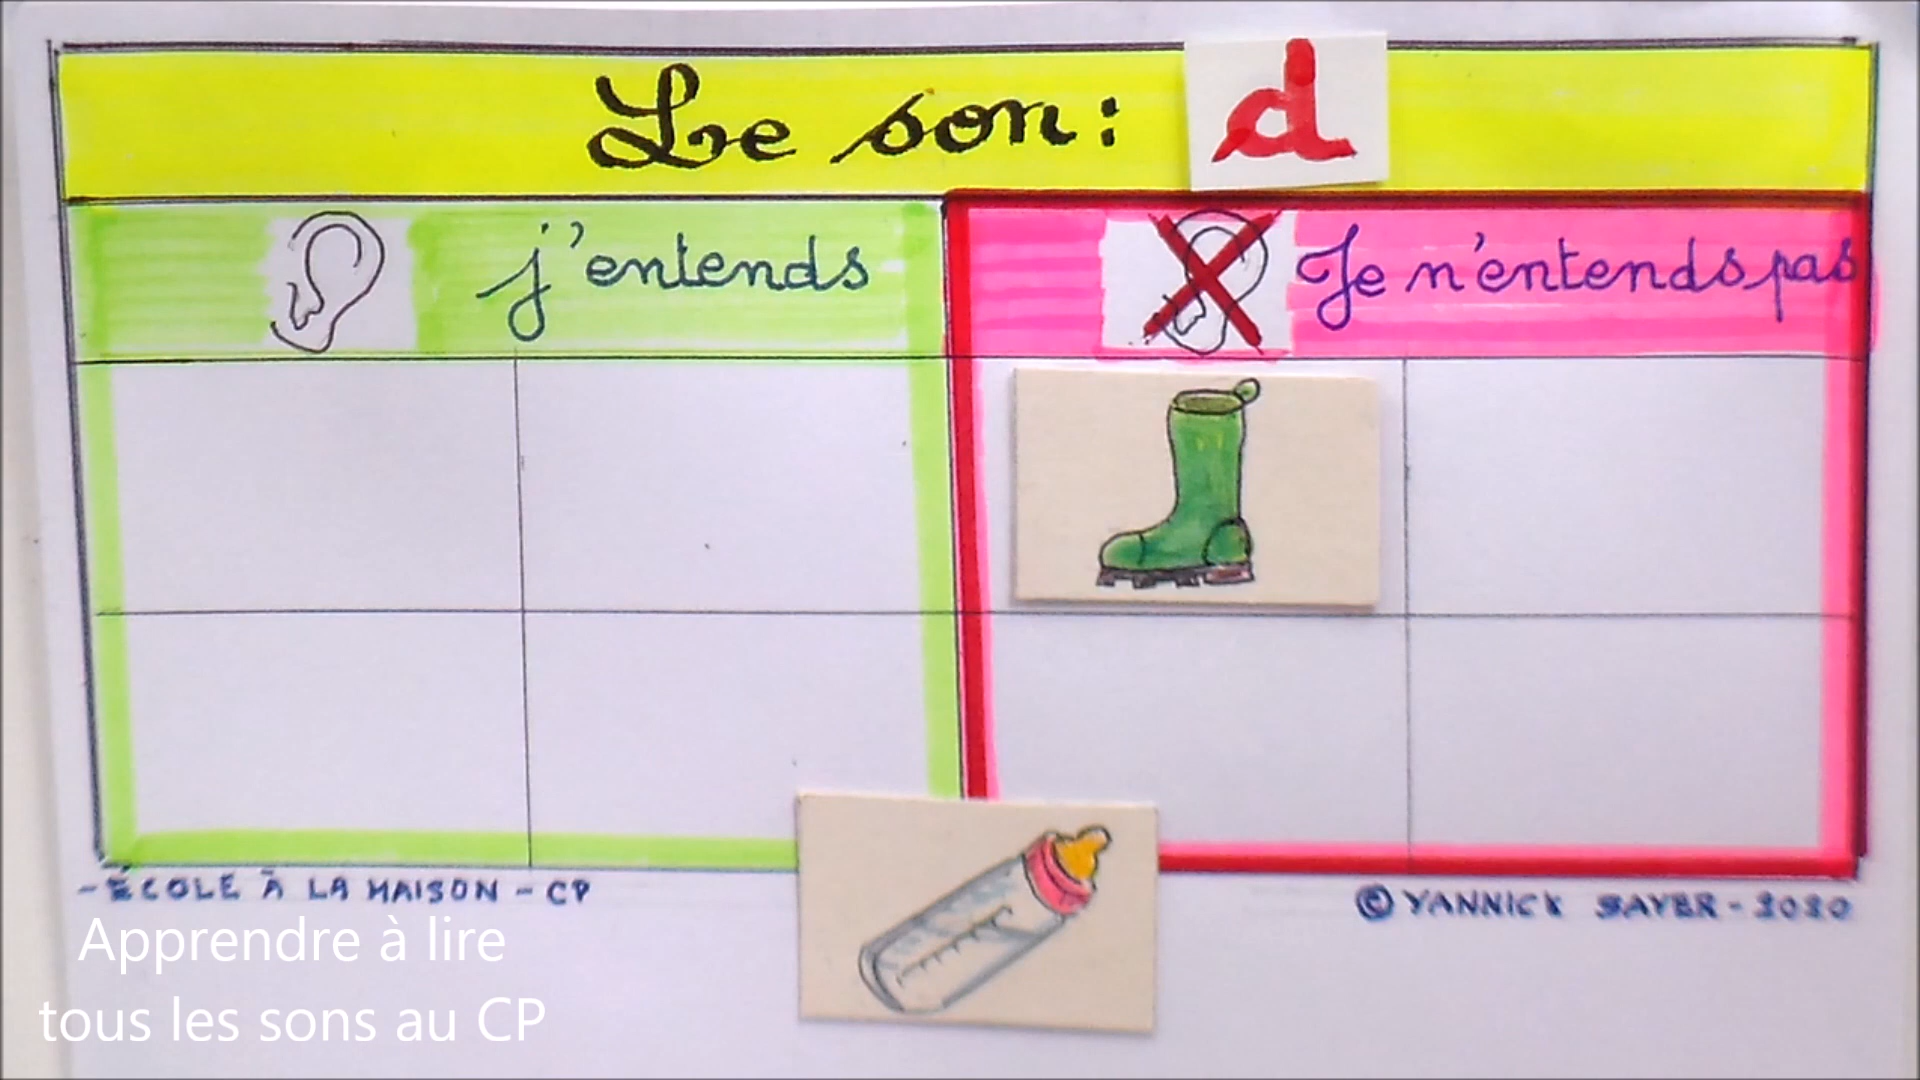 Le son : d
j'entends
Je n'entends pas
- ÉCOLE À LA MAISON - CP
© YANNICK SAYER - 2020
Apprendre à lire
tous les sons au CP